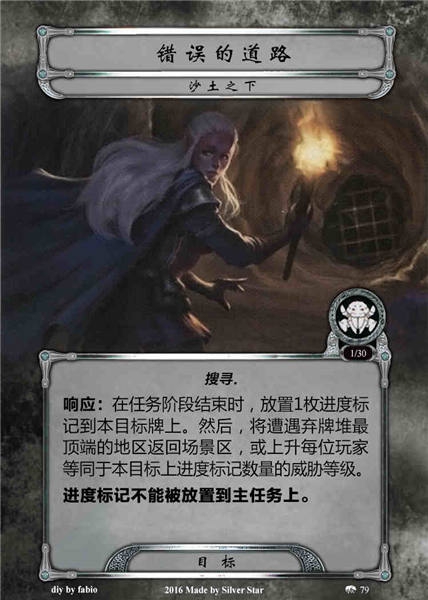 错误的道路
沙土之下
1/30
搜寻.
响应：在任务阶段结束时，放置1枚进度标
记到本目标牌上。然后，将遭遇弃牌堆最
顶端的地区返回场景区，或上升每位玩家
等同于本目标上进度标记数量的威胁等级。
进度标记不能被放置到主任务上。
目标
diy by fabio 2016 Made by Silver Star 79